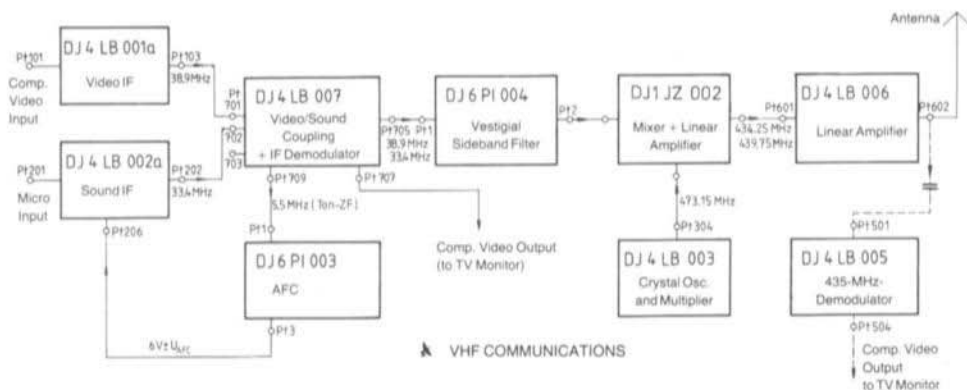 Antenna
DJ 4 LB 001a
Video IF
Pt101
Comp.
Video
Input
Pt103
38,9MHz
DJ 4 LB 002a
Sound IF
Pt201
Micro
Input
Pt202
33,4MHz
Pt206
Pt
701
702
703
DJ 4 LB 007
Video/Sound
Coupling
+ IF Demodulator
Pt705
38,9 MHz
33,4 MHz
Pt1
Pt709
Pt707
5,5MHz (Ton-ZF)
Comp. Video Output
(to TV Monitor)
Pt1
DJ 6 PI 003
AFC
Pt3
6V±UAFC
DJ 6 PI 004
Vestigial
Sideband Filter
Pt2
DJ1 JZ 002
Mixer + Linear
Amplifier
473,15 MHz
Pt304
DJ 4 LB 003
Crystal Osc.
and Multiplier
Pt601
434,25 MHz
439,75 MHz
DJ 4 LB 006
Linear Amplifier
Pt602
Pt501
DJ 4 LB 005
435-MHz-
Demodulator
Pt504
Comp. Video
Output
to TV Monitor
VHF COMMUNICATIONS